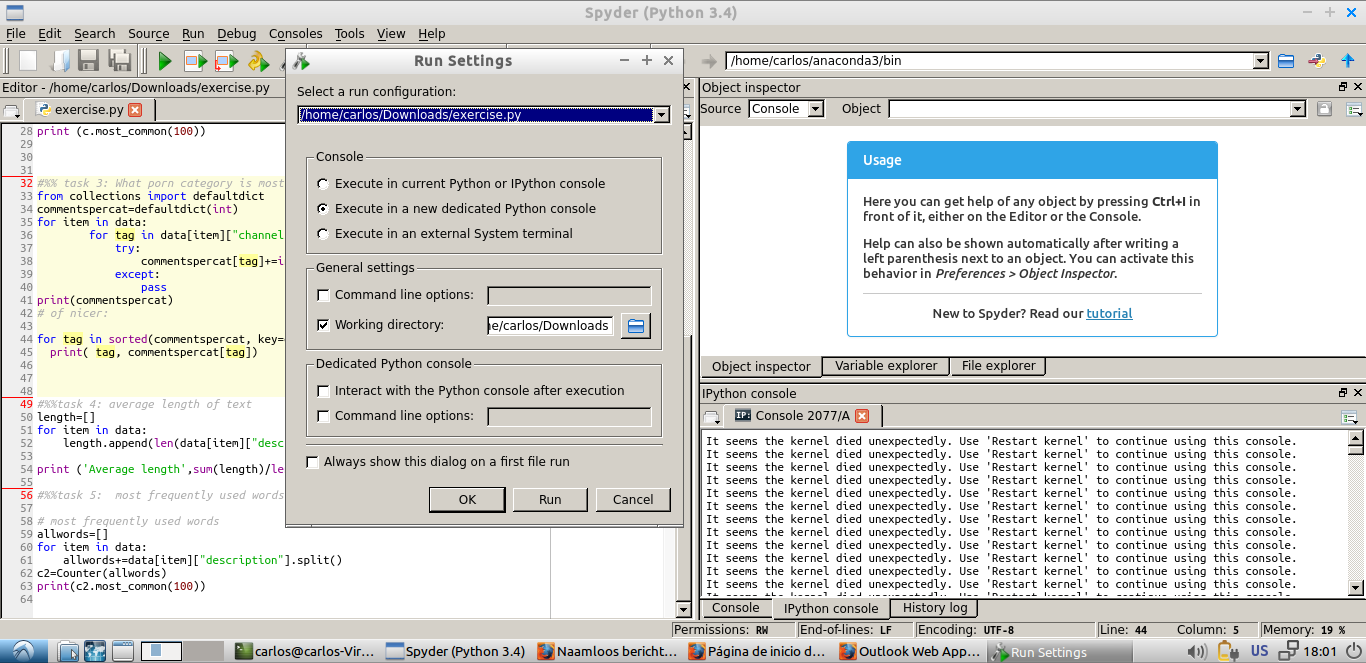 Spyder (Python 3.4)
File Edit Search Source Run Debug Consoles Tools View Help
/home/carlos/anaconda3/bin
Editor - /home/carlos/Downloads/exercise.py
exercise.py
28 print (c.most_common(100))
29
30
31
32 #%% task 3: What porn category is most
33 from collections import defaultdict
34 commentspercat=defaultdict(int)
35 for item in data:
36 for tag in data[item]["channel
37 try:
38 commentspercat[tag]+=i
39 except:
40 pass
41 print(commentspercat)
42 # of nicer:
43
44 for tag in sorted(commentspercat, key=
45 print( tag, commentspercat[tag])
46
47
48
49 #%%task 4: average length of text
50 length=[]
51 for item in data:
52 length.append(len(data[item]["desc
53
54 print ('Average length',sum(length)/le
55
56 #%%task 5: most frequently used words
57
58 # most frequently used words
59 allwords=[]
60 for item in data:
61 allwords+=data[item]["description"].split()
62 c2=Counter(allwords)
63 print(c2.most_common(100))
64
Run Settings
Select a run configuration:
/home/carlos/Downloads/exercise.py
Console
Execute in current Python or IPython console
Execute in a new dedicated Python console
Execute in an external System terminal
General settings
Command line options:
Working directory: e/carlos/Downloads
Dedicated Python console
Interact with the Python console after execution
Command line options:
Always show this dialog on a first file run
OK Run Cancel
Object inspector
Source Console Object
Usage
Here you can get help of any object by pressing Ctrl+I in
front of it, either on the Editor or the Console.
Help can also be shown automatically after writing a
left parenthesis next to an object. You can activate this
behavior in Preferences > Object Inspector.
New to Spyder? Read our tutorial
Object inspector Variable explorer File explorer
IPython console
IP: Console 2077/A
It seems the kernel died unexpectedly. Use 'Restart kernel' to continue using this console.
It seems the kernel died unexpectedly. Use 'Restart kernel' to continue using this console.
It seems the kernel died unexpectedly. Use 'Restart kernel' to continue using this console.
It seems the kernel died unexpectedly. Use 'Restart kernel' to continue using this console.
It seems the kernel died unexpectedly. Use 'Restart kernel' to continue using this console.
It seems the kernel died unexpectedly. Use 'Restart kernel' to continue using this console.
It seems the kernel died unexpectedly. Use 'Restart kernel' to continue using this console.
It seems the kernel died unexpectedly. Use 'Restart kernel' to continue using this console.
It seems the kernel died unexpectedly. Use 'Restart kernel' to continue using this console.
It seems the kernel died unexpectedly. Use 'Restart kernel' to continue using this console.
It seems the kernel died unexpectedly. Use 'Restart kernel' to continue using this console.
It seems the kernel died unexpectedly. Use 'Restart kernel' to continue using this console.
It seems the kernel died unexpectedly. Use 'Restart kernel' to continue using this console.
Console IPython console History log
Permissions: RW End-of-lines: LF Encoding: UTF-8 Line: 44 Column: 5 Memory: 19 %
carlos@carlos-Vir... Spyder (Python 3.4) Naamloos bericht... Página de inicio d... Outlook Web App... Run Settings US 18:01